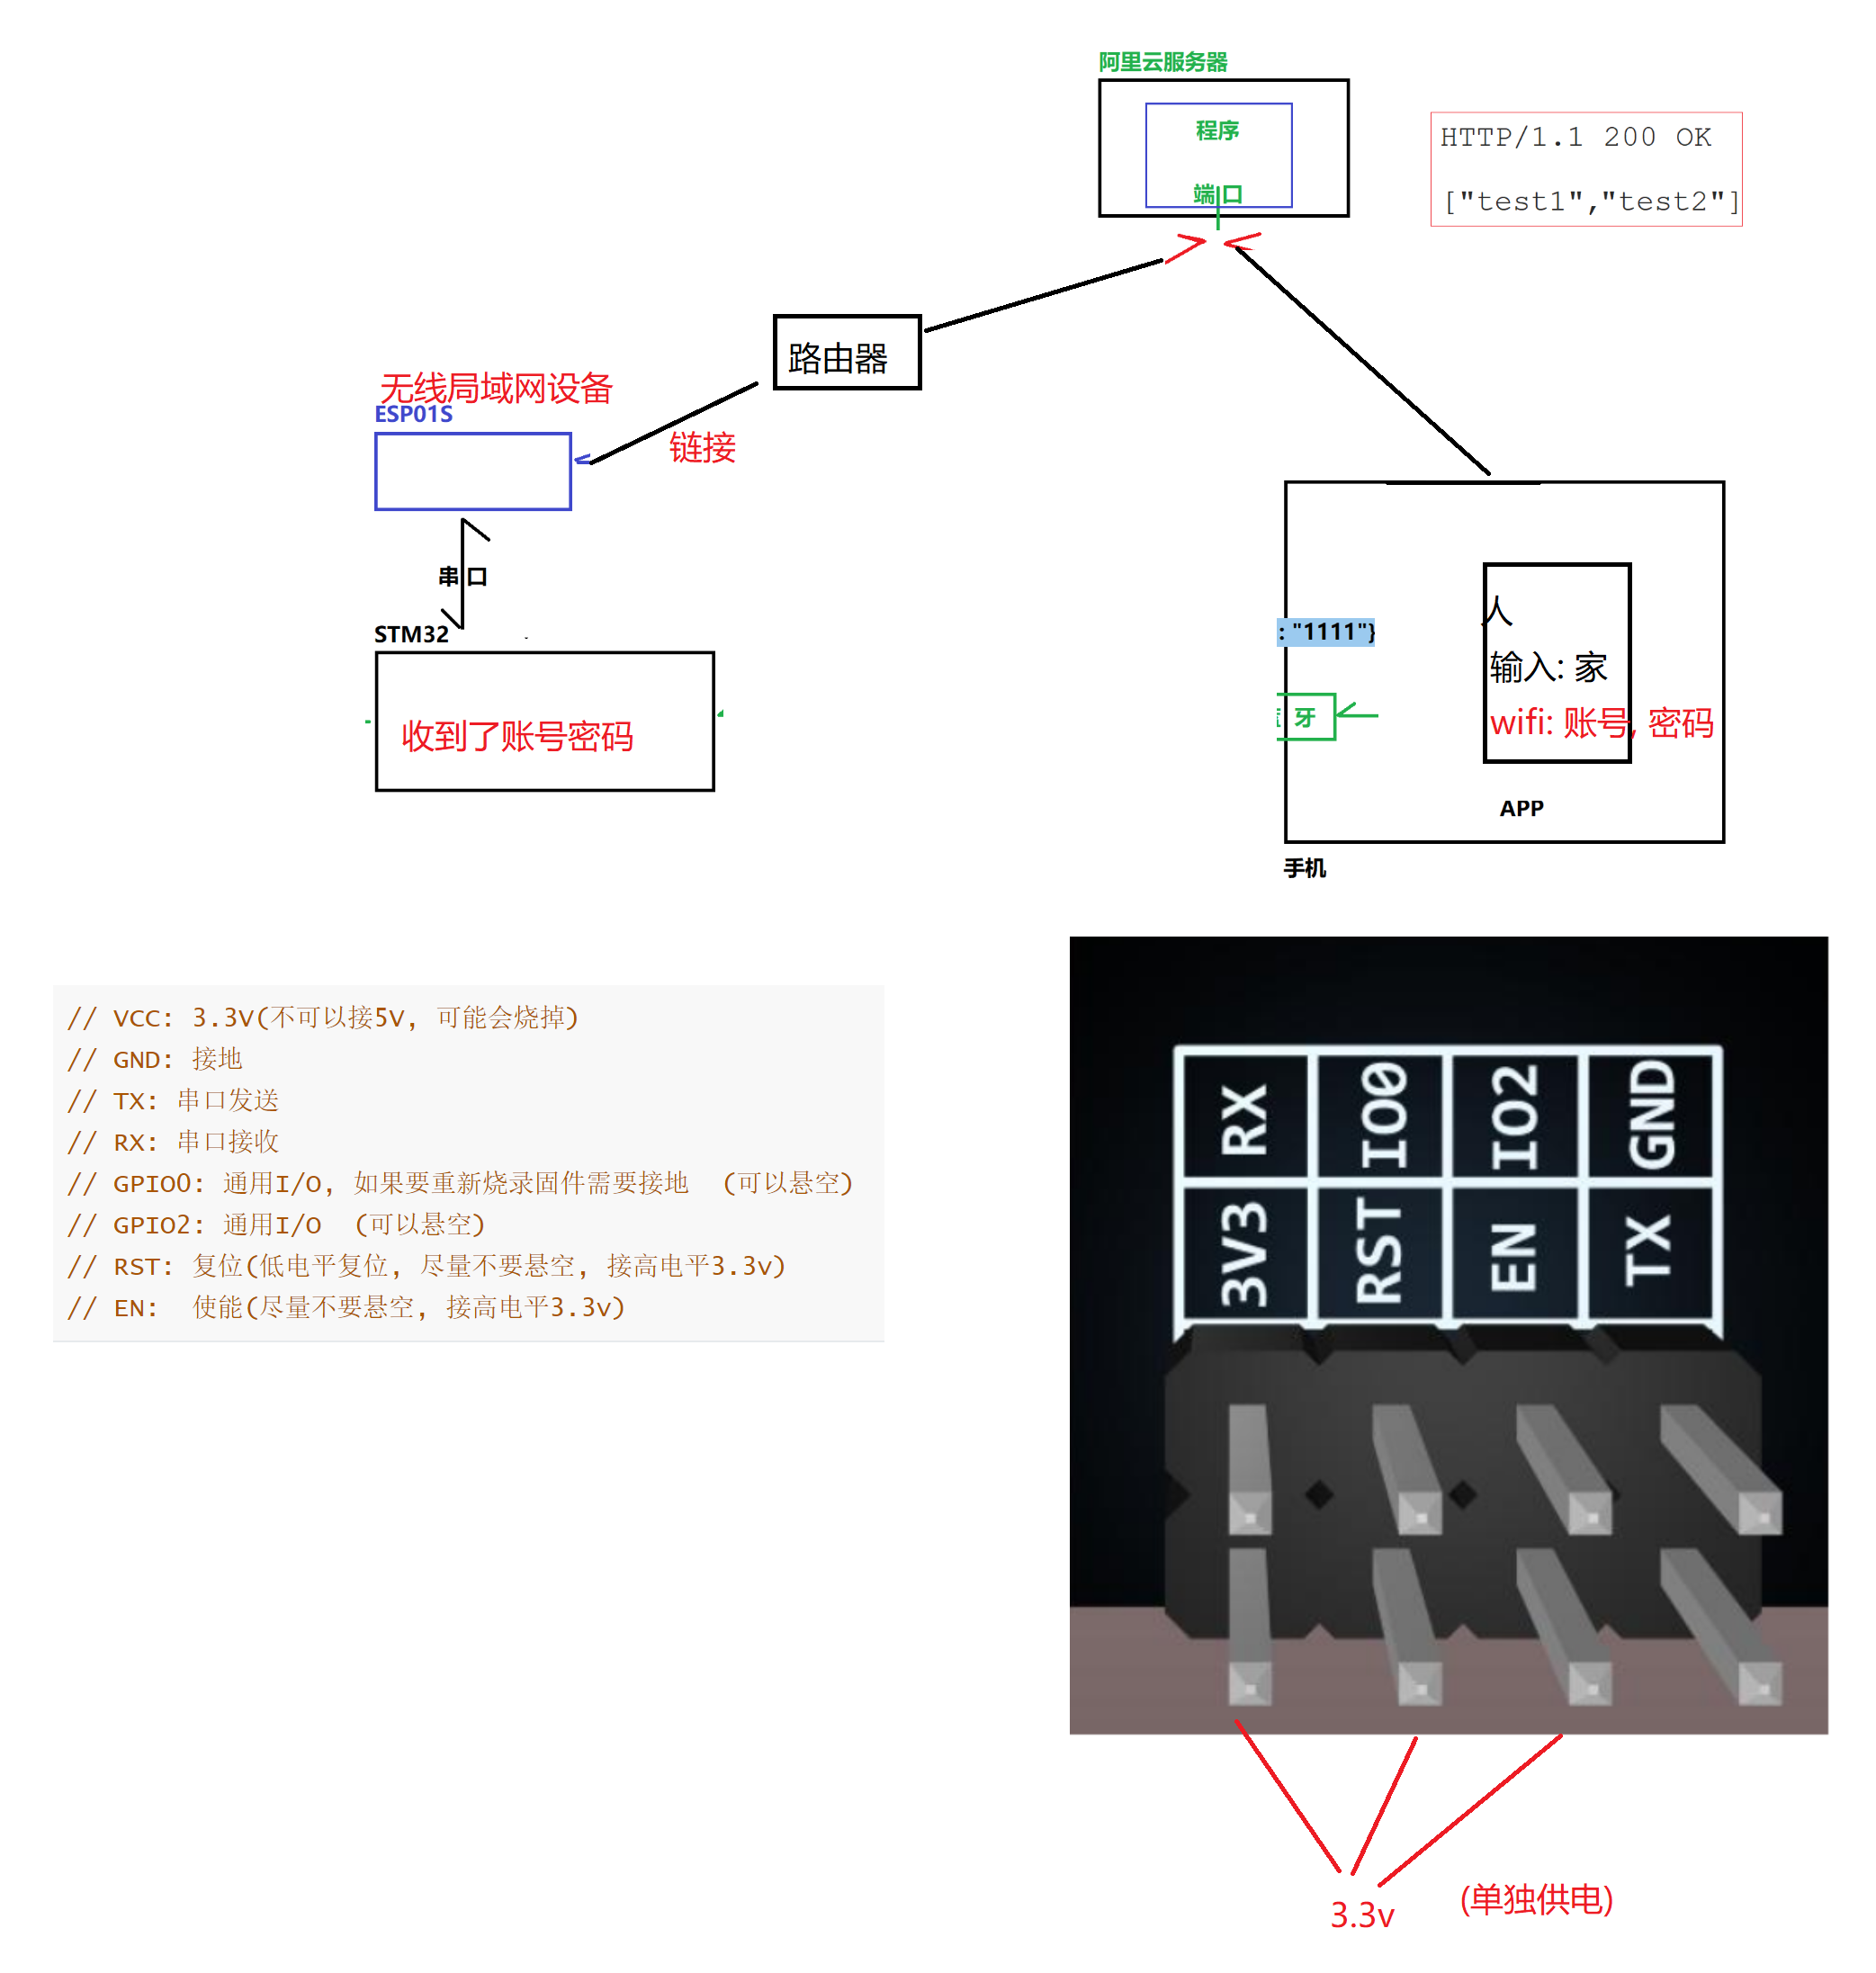 阿里云服务器
程序
端口
HTTP/1.1 200 OK
["test1","test2"]
路由器
无线局域网设备
ESP01S
链接
串口
STM32
收到了账号密码
: "1111"}
牙
人
输入: 家
wifi: 账号, 密码
APP
手机
// VCC: 3.3V(不可以接5V, 可能会烧掉)
// GND: 接地
// TX: 串口发送
// RX: 串口接收
// GPIO0: 通用I/O, 如果要重新烧录固件需要接地 (可以悬空)
// GPIO2: 通用I/O (可以悬空)
// RST: 复位(低电平复位, 尽量不要悬空, 接高电平3.3v)
// EN: 使能(尽量不要悬空, 接高电平3.3v)
RX IO0 IO2 GND
3V3 RST EN TX
3.3v (单独供电)